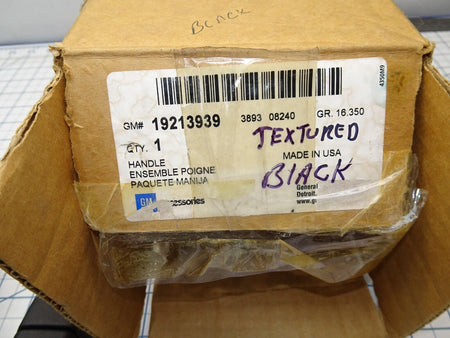 BLACK
4350M9
GM# 19213939 3893 08240 GR. 16.350
QTY. 1 TEXTURED
HANDLE MADE IN USA
ENSEMBLE POIGNE BLACK
PAQUETE MANIJA General
GM Detroit,